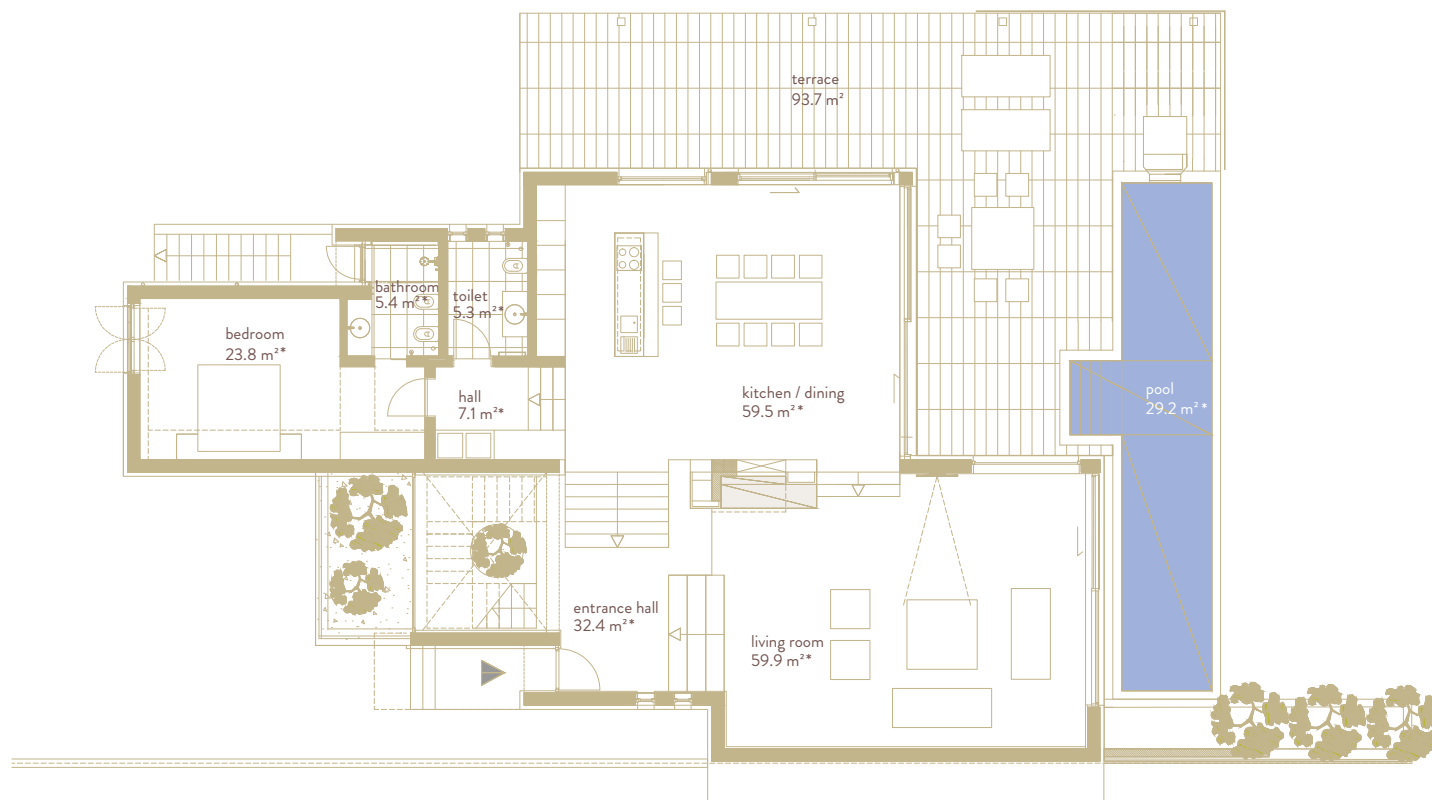 terrace
93.7 m²
bathroom
5.4 m²*
toilet
5.3 m²*
bedroom
23.8 m²*
hall
7.1 m²*
kitchen / dining
59.5 m²*
pool
29.2 m²*
entrance hall
32.4 m²*
living room
59.9 m²*